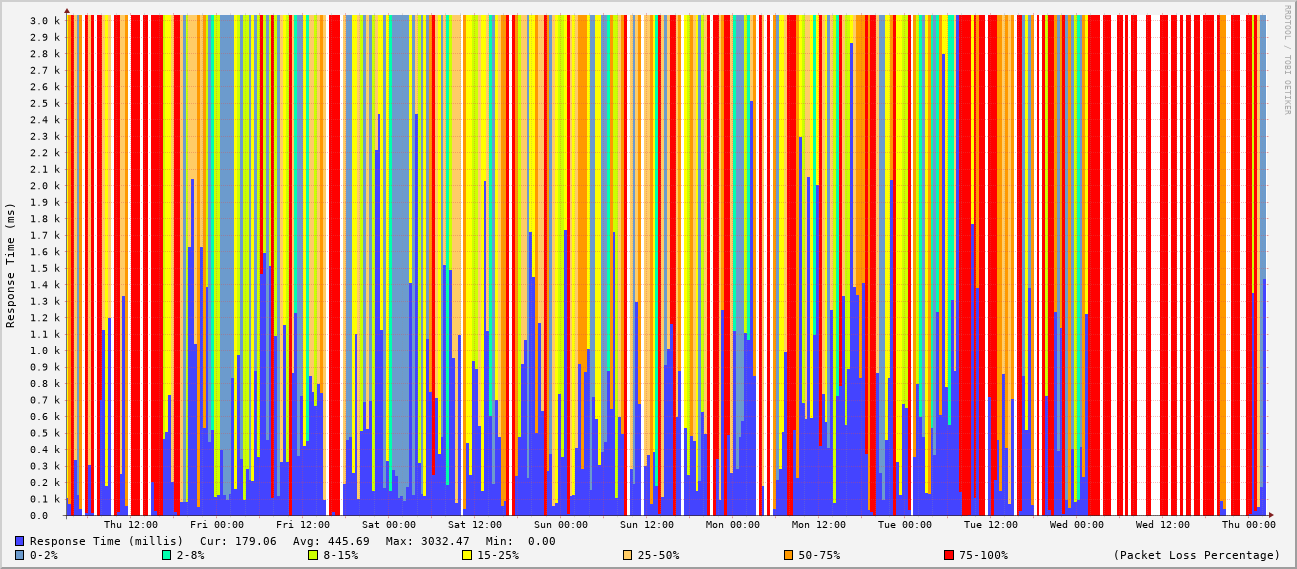 RRDTOOL / TOBI OETIKER
Response Time (ms)
3.0 k
2.9 k
2.8 k
2.7 k
2.6 k
2.5 k
2.4 k
2.3 k
2.2 k
2.1 k
2.0 k
1.9 k
1.8 k
1.7 k
1.6 k
1.5 k
1.4 k
1.3 k
1.2 k
1.1 k
1.0 k
0.9 k
0.8 k
0.7 k
0.6 k
0.5 k
0.4 k
0.3 k
0.2 k
0.1 k
0.0
Thu 12:00 Fri 00:00 Fri 12:00 Sat 00:00 Sat 12:00 Sun 00:00 Sun 12:00 Mon 00:00 Mon 12:00 Tue 00:00 Tue 12:00 Wed 00:00 Wed 12:00 Thu 00:00
Response Time (millis) Cur: 179.06 Avg: 445.69 Max: 3032.47 Min: 0.00
0-2% 2-8% 8-15% 15-25% 25-50% 50-75% 75-100% (Packet Loss Percentage)